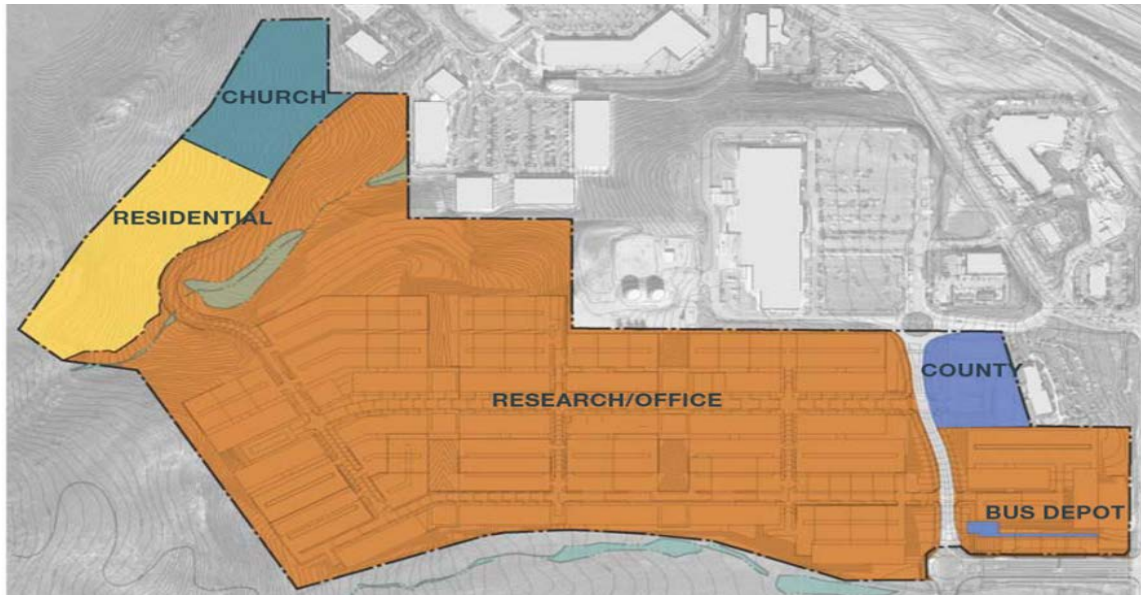 CHURCH
RESIDENTIAL
COUNTY
RESEARCH/OFFICE
BUS DEPOT